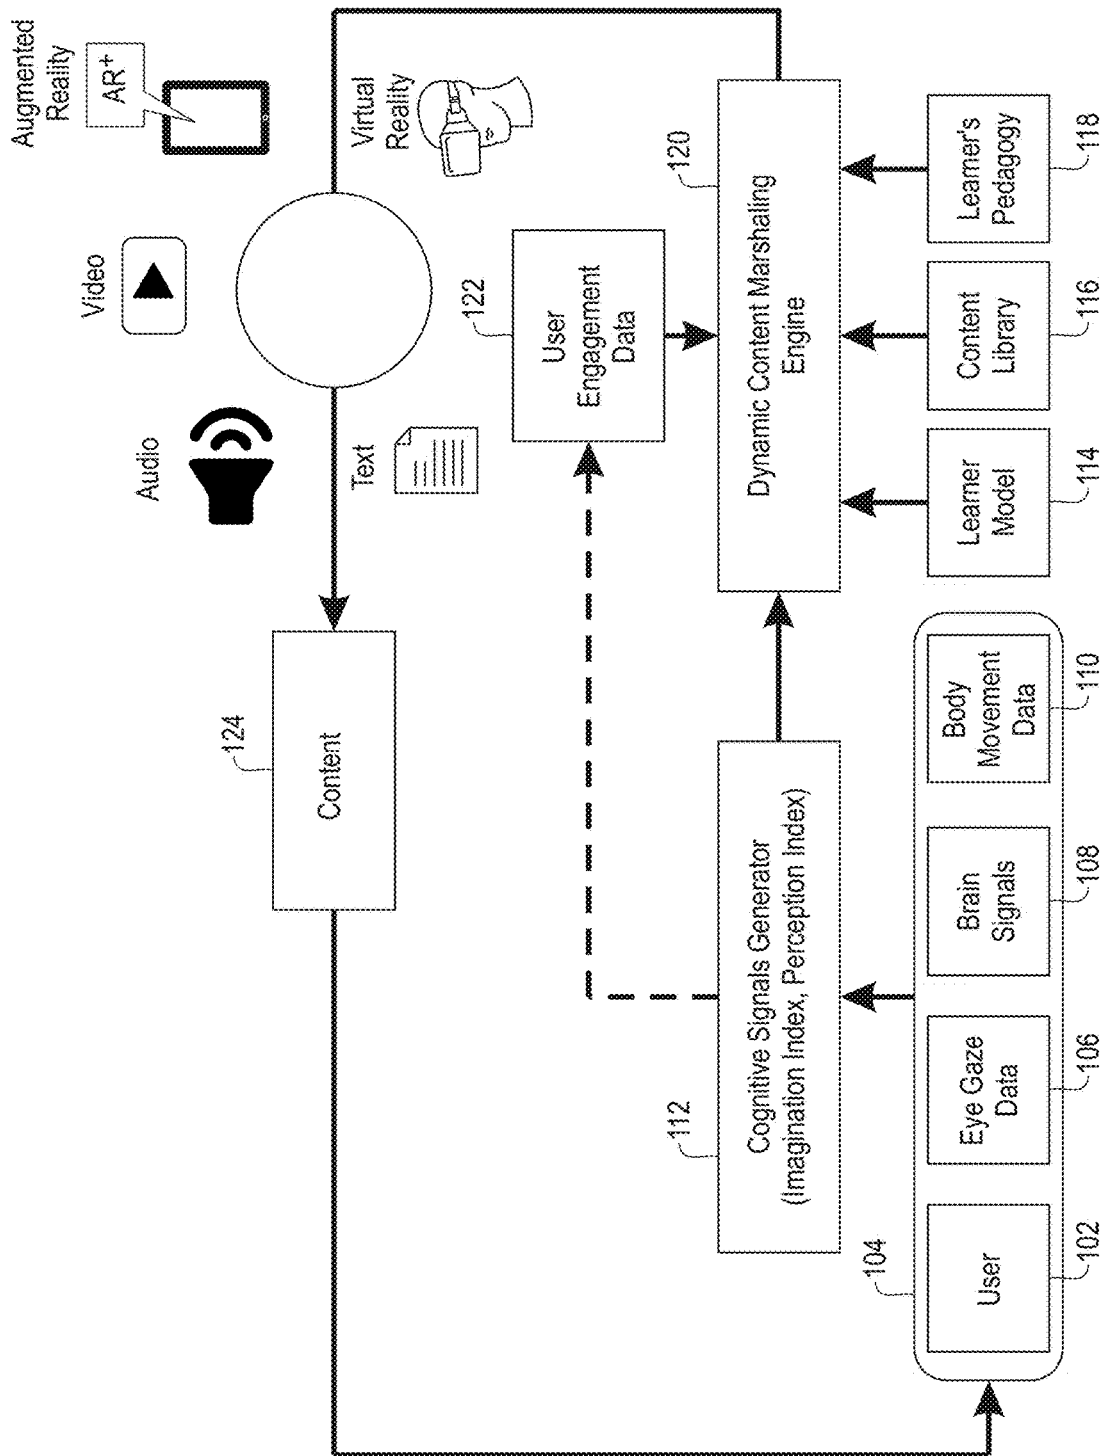 Audio
Video
Augmented
Reality
AR+
Text
Virtual
Reality
124
Content
122
User
Engagement
Data
112
Cognitive Signals Generator
(Imagination Index, Perception Index)
120
Dynamic Content Marshaling
Engine
104
User
102
Eye Gaze
Data
106
Brain
Signals
108
Body
Movement
Data
110
Learner
Model
114
Content
Library
116
Learner's
Pedagogy
118